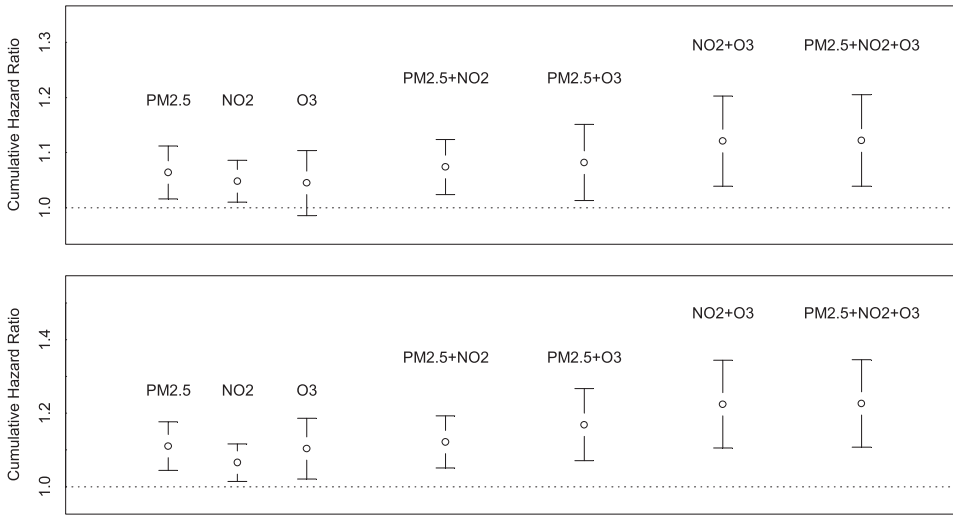 Cumulative Hazard Ratio
1.0 1.1 1.2 1.3
PM2.5 NO2 O3 PM2.5+NO2 PM2.5+O3 NO2+O3 PM2.5+NO2+O3
Cumulative Hazard Ratio
1.0 1.2 1.4
PM2.5 NO2 O3 PM2.5+NO2 PM2.5+O3 NO2+O3 PM2.5+NO2+O3